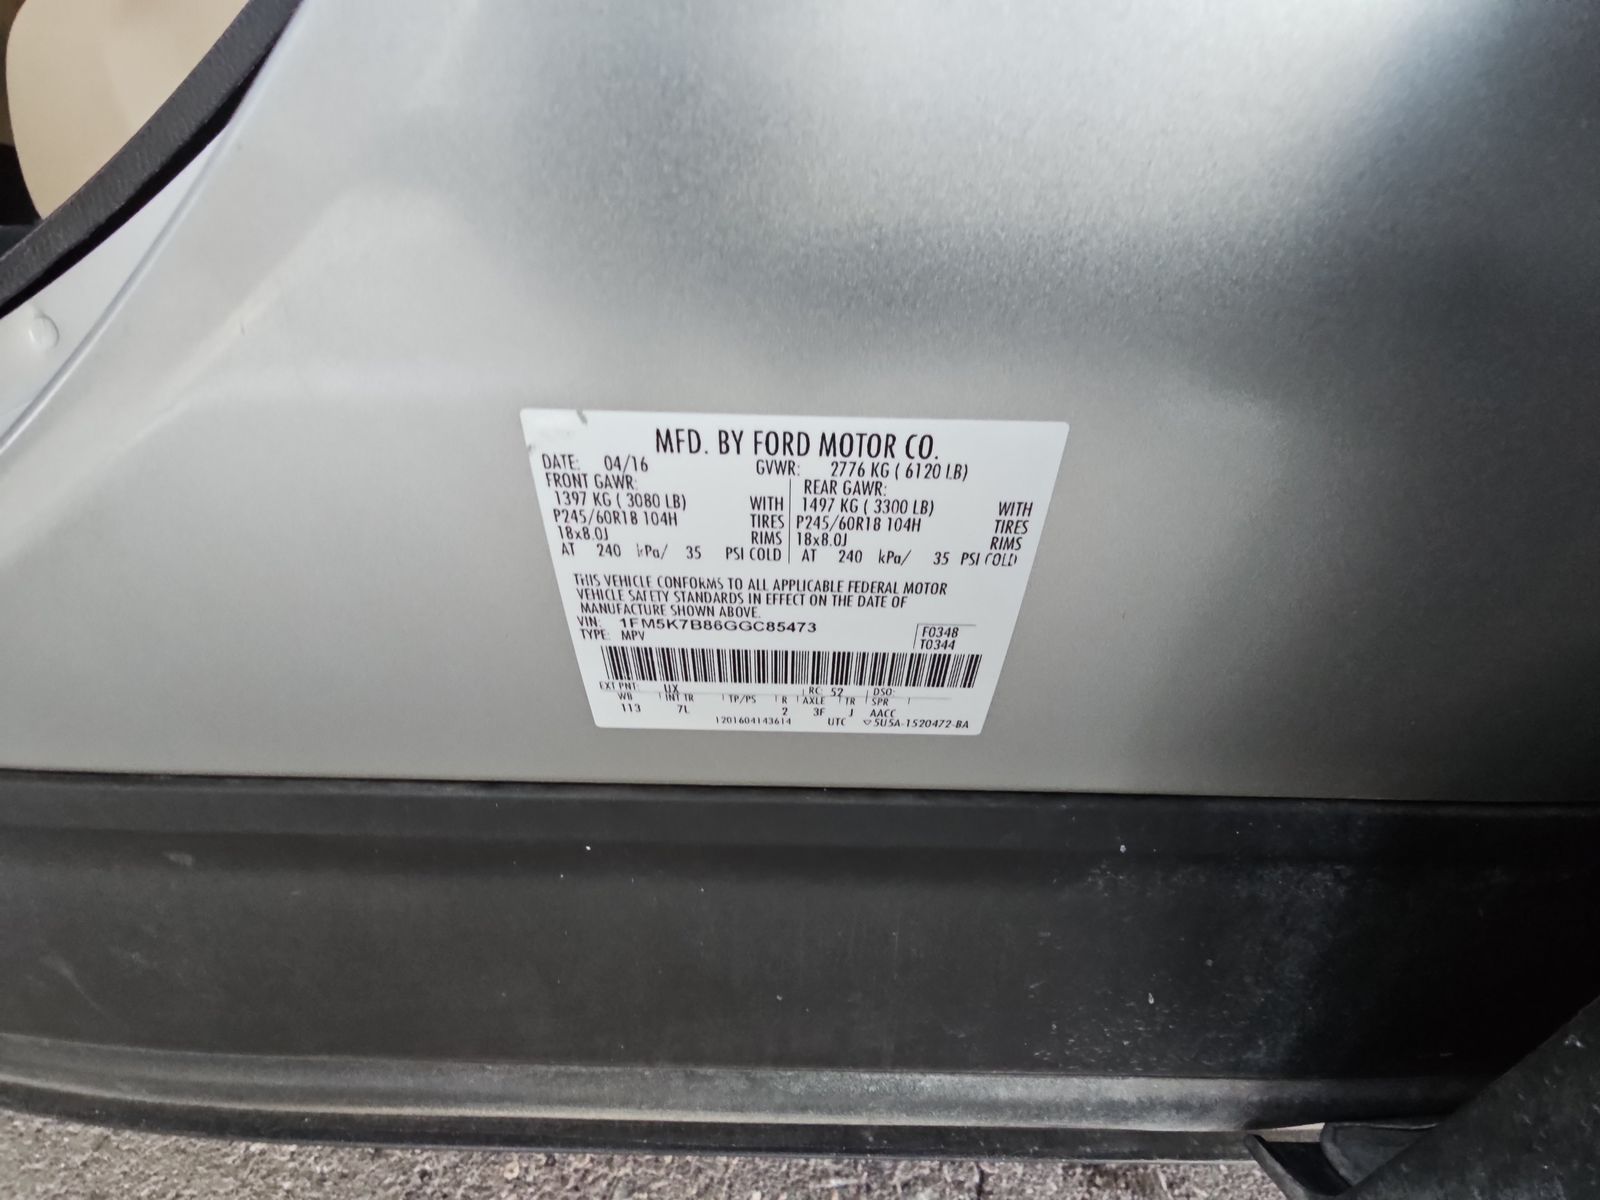 MFD. BY FORD MOTOR CO.
DATE: 04/16 GVWR: 2776 KG ( 6120 LB)
FRONT GAWR: REAR GAWR:
1397 KG ( 3080 LB) WITH 1497 KG ( 3300 LB) WITH
P245/60R18 104H TIRES P245/60R18 104H TIRES
18x8.0J RIMS 18x8.0J RIMS
AT 240 kPa/ 35 PSI COLD AT 240 kPa/ 35 PSI COLD
THIS VEHICLE CONFORMS TO ALL APPLICABLE FEDERAL MOTOR
VEHICLE SAFETY STANDARDS IN EFFECT ON THE DATE OF
MANUFACTURE SHOWN ABOVE.
VIN: 1FM5K7B86GGC85473 F0348
TYPE: MPV T0344
EXT PNT: UX RC: 52 DSO:
WB INT TR TP/PS R AXLE TR SPR
113 7L 2 3F J AACC
1201604143614 UTC ▽5U5A-1520472-BA